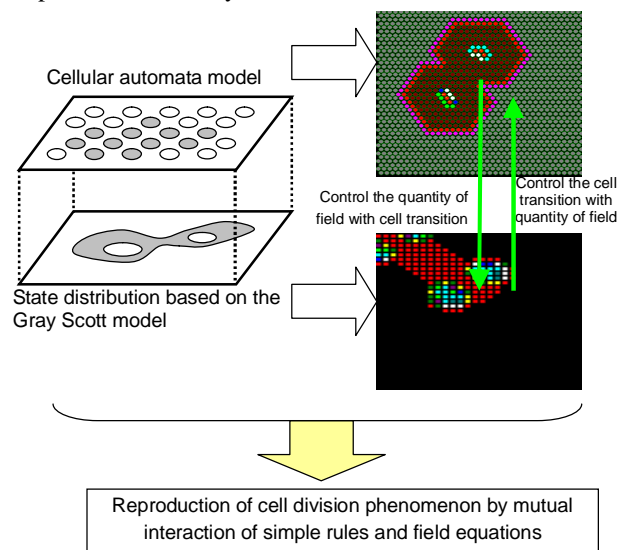 Cellular automata model
Control the quantity of
field with cell transition
Control the cell
transition with
quantity of field
State distribution based on the
Gray Scott model
Reproduction of cell division phenomenon by mutual
interaction of simple rules and field equations